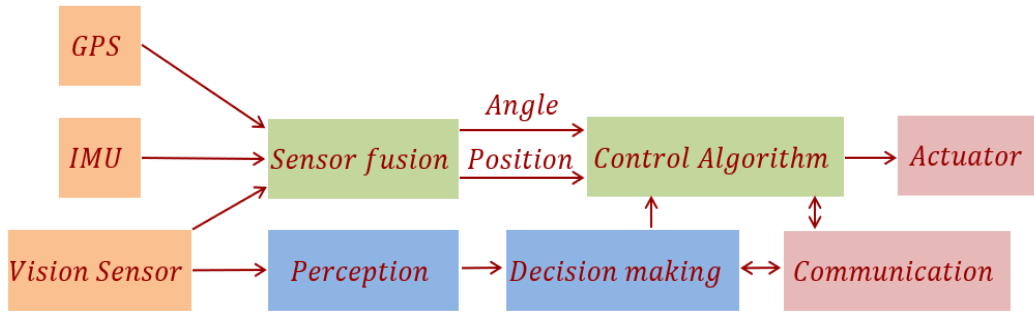 GPS
IMU
Vision Sensor
Sensor fusion
Angle
Position
Control Algorithm
Actuator
Perception
Decision making
Communication